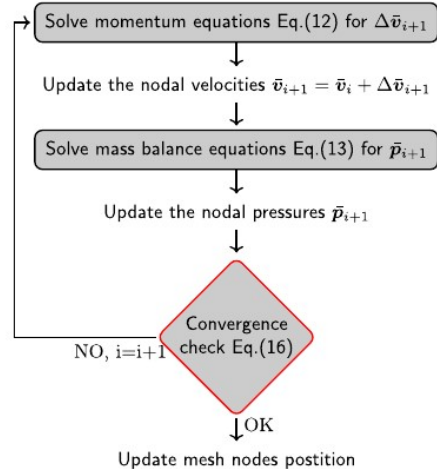 Solve momentum equations Eq.(12) for Δv̄ᵢ₊₁
Update the nodal velocities v̄ᵢ₊₁ = v̄ᵢ + Δv̄ᵢ₊₁
Solve mass balance equations Eq.(13) for p̄ᵢ₊₁
Update the nodal pressures p̄ᵢ₊₁
Convergence
check Eq.(16)
NO, i=i+1
OK
Update mesh nodes postition